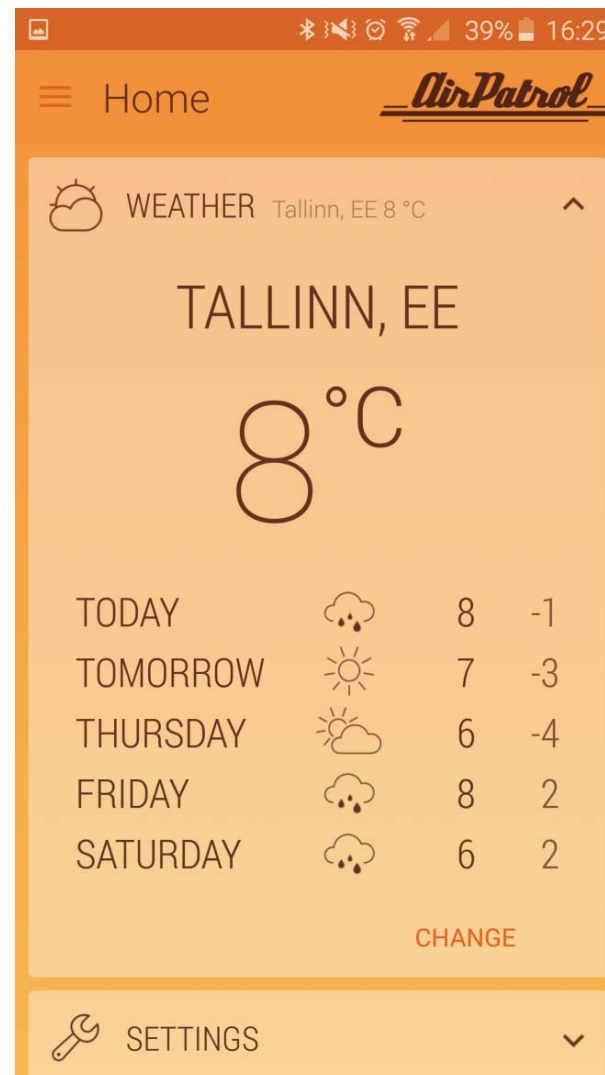 39% 16:29
Home AirPatrol
WEATHER Tallinn, EE 8 °C
TALLINN, EE
8 °C
TODAY 8 -1
TOMORROW 7 -3
THURSDAY 6 -4
FRIDAY 8 2
SATURDAY 6 2
CHANGE
SETTINGS